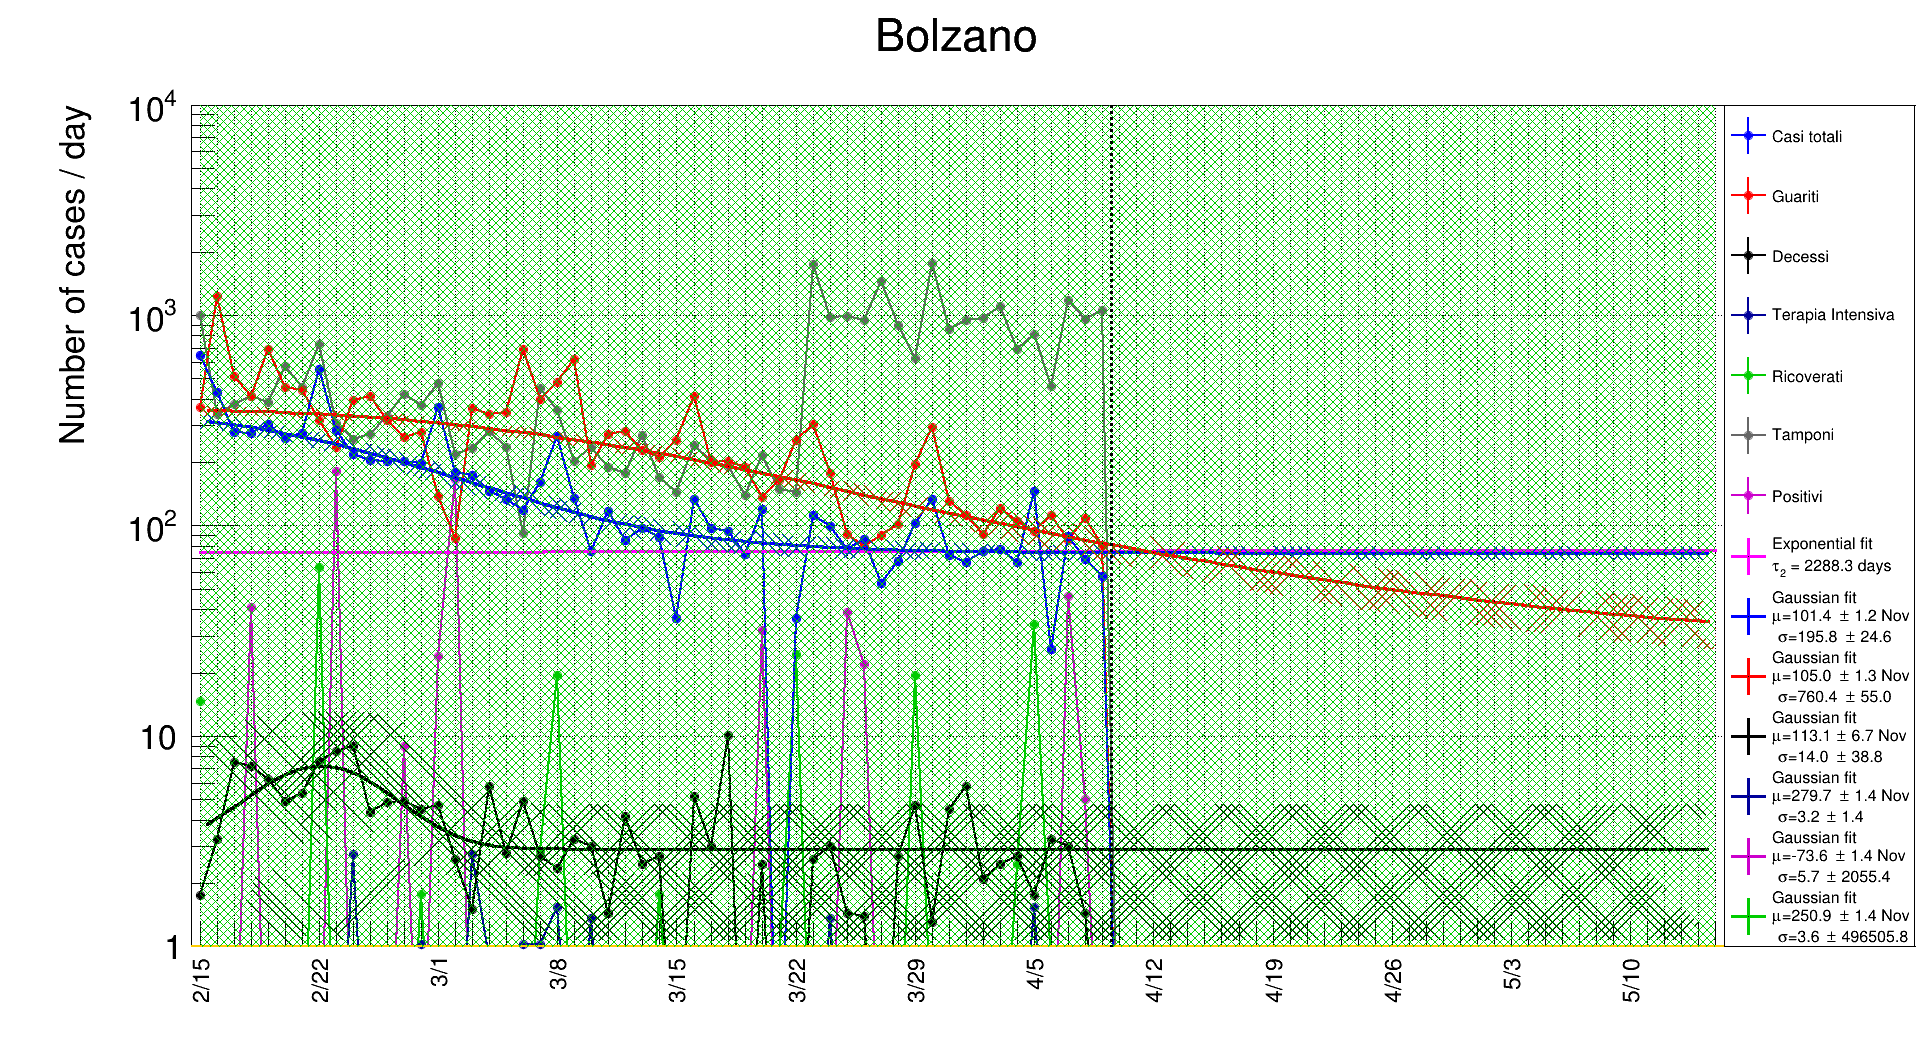 Bolzano
Number of cases / day
10⁴
10³
10²
10
1
2/15
2/22
3/1
3/8
3/15
3/22
3/29
4/5
4/12
4/19
4/26
5/3
5/10
Casi totali
Guariti
Decessi
Terapia Intensiva
Ricoverati
Tamponi
Positivi
Exponential fit
τ₂ = 2288.3 days
Gaussian fit
μ=101.4 ± 1.2 Nov
σ=195.8 ± 24.6
Gaussian fit
μ=105.0 ± 1.3 Nov
σ=760.4 ± 55.0
Gaussian fit
μ=113.1 ± 6.7 Nov
σ=14.0 ± 38.8
Gaussian fit
μ=279.7 ± 1.4 Nov
σ=3.2 ± 1.4
Gaussian fit
μ=-73.6 ± 1.4 Nov
σ=5.7 ± 2055.4
Gaussian fit
μ=250.9 ± 1.4 Nov
σ=3.6 ± 496505.8